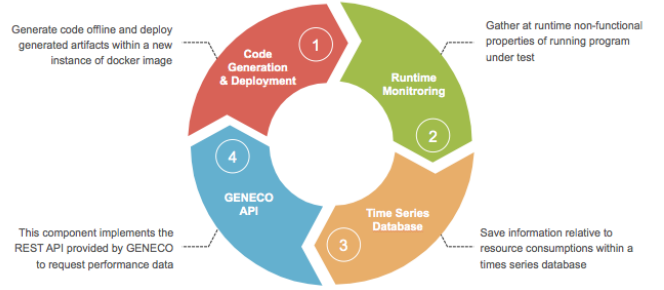 Generate code offline and deploy
generated artifacts within a new
instance of docker image
Code
Generation
& Deployment
1
Gather at runtime non-functional
properties of running program
under test
Runtime
Monitroring
2
Save information relative to
resource consumptions within a
times series database
Time Series
Database
3
This component implements the
REST API provided by GENECO
to request performance data
GENECO
API
4